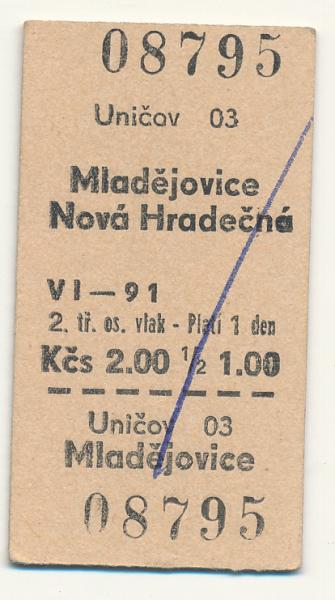 08795
Uničov 03
Mladějovice
Nová Hradečná
VI-91
2. tř. os. vlak - Platí 1 den
Kčs 2.00 1/2 1.00
Uničov 03
Mladějovice
08795